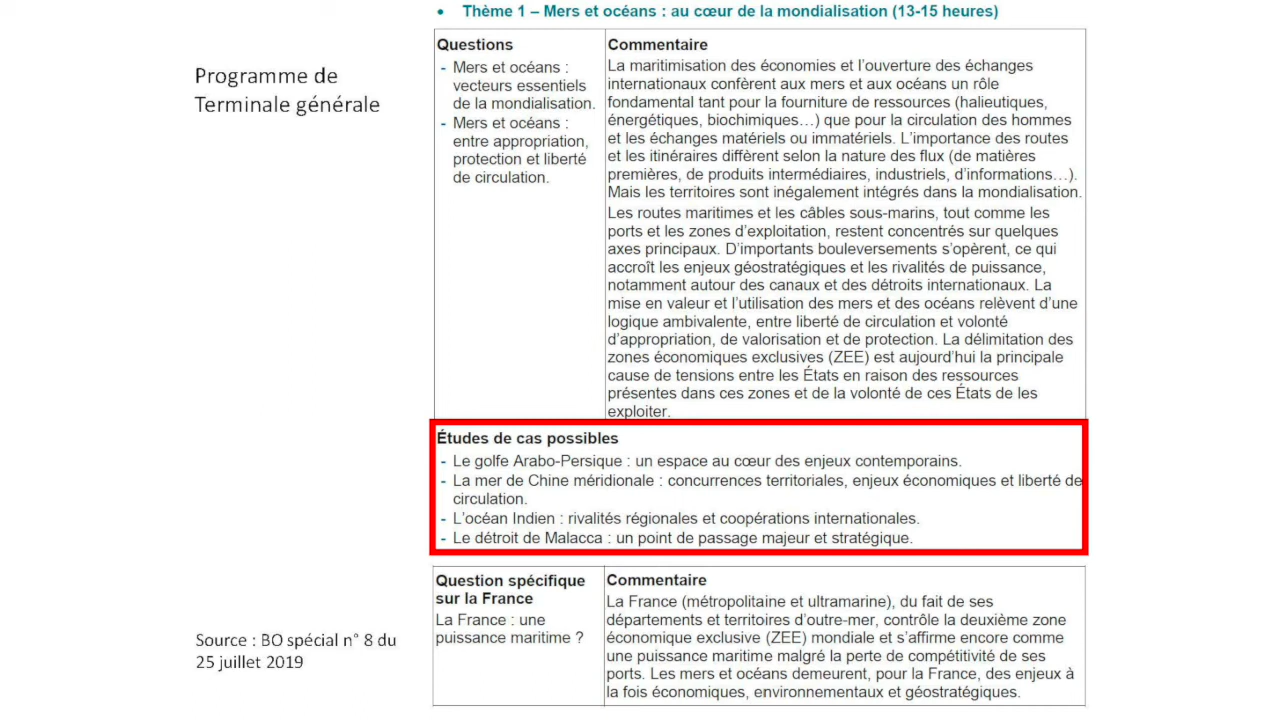 • Thème 1 – Mers et océans : au cœur de la mondialisation (13-15 heures)
Programme de
Terminale générale
Questions
- Mers et océans :
vecteurs essentiels
de la mondialisation.
- Mers et océans :
entre appropriation,
protection et liberté
de circulation.
Commentaire
La maritimisation des économies et l’ouverture des échanges
internationaux confèrent aux mers et aux océans un rôle
fondamental tant pour la fourniture de ressources (halieutiques,
énergétiques, biochimiques…) que pour la circulation des hommes
et les échanges matériels ou immatériels. L’importance des routes
et les itinéraires diffèrent selon la nature des flux (de matières
premières, de produits intermédiaires, industriels, d’informations…).
Mais les territoires sont inégalement intégrés dans la mondialisation.
Les routes maritimes et les câbles sous-marins, tout comme les
ports et les zones d’exploitation, restent concentrés sur quelques
axes principaux. D’importants bouleversements s’opèrent, ce qui
accroît les enjeux géostratégiques et les rivalités de puissance,
notamment autour des canaux et des détroits internationaux. La
mise en valeur et l’utilisation des mers et des océans relèvent d’une
logique ambivalente, entre liberté de circulation et volonté
d’appropriation, de valorisation et de protection. La délimitation des
zones économiques exclusives (ZEE) est aujourd’hui la principale
cause de tensions entre les États en raison des ressources
présentes dans ces zones et de la volonté de ces États de les
exploiter.
Études de cas possibles
- Le golfe Arabo-Persique : un espace au cœur des enjeux contemporains.
- La mer de Chine méridionale : concurrences territoriales, enjeux économiques et liberté de
circulation.
- L’océan Indien : rivalités régionales et coopérations internationales.
- Le détroit de Malacca : un point de passage majeur et stratégique.
Question spécifique
sur la France
La France : une
puissance maritime ?
Commentaire
La France (métropolitaine et ultramarine), du fait de ses
départements et territoires d’outre-mer, contrôle la deuxième zone
économique exclusive (ZEE) mondiale et s’affirme encore comme
une puissance maritime malgré la perte de compétitivité de ses
ports. Les mers et océans demeurent, pour la France, des enjeux à
la fois économiques, environnementaux et géostratégiques.
Source : BO spécial n° 8 du
25 juillet 2019